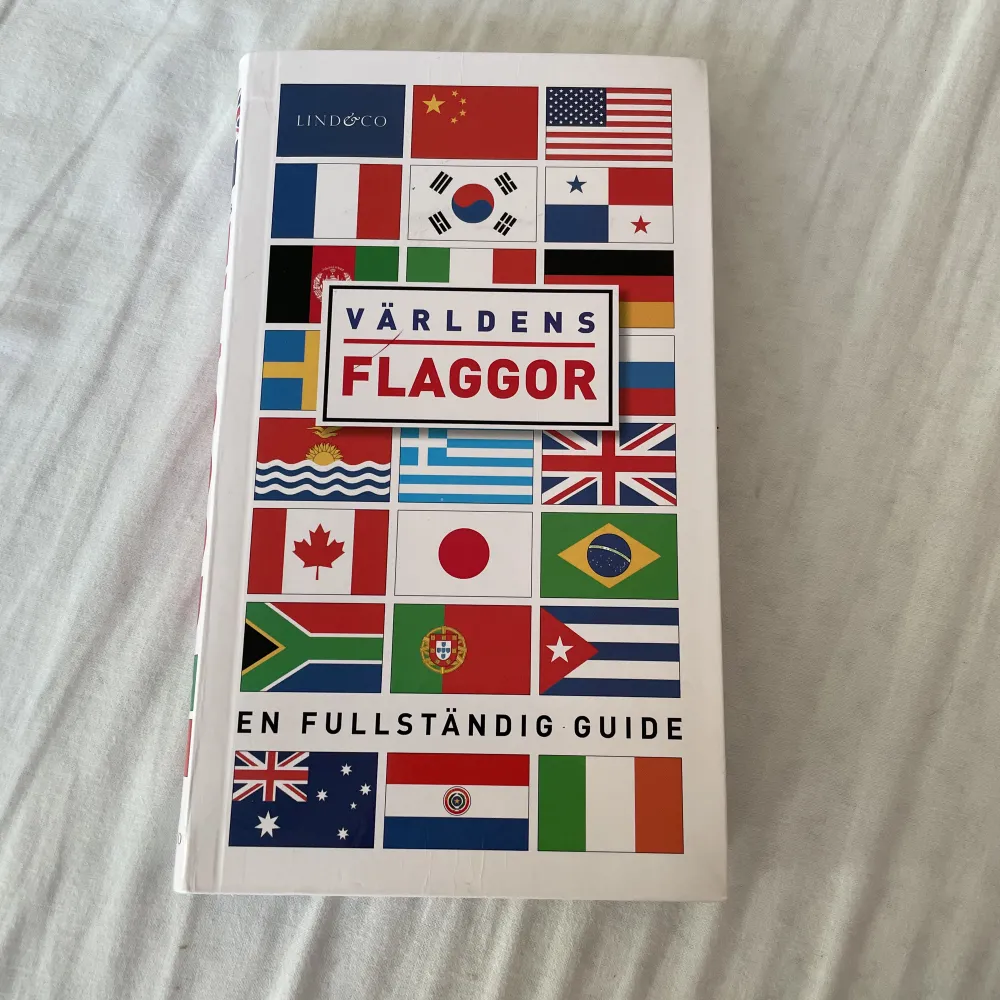 LIND&CO
VÄRLDENS
FLAGGOR
EN FULLSTÄNDIG GUIDE